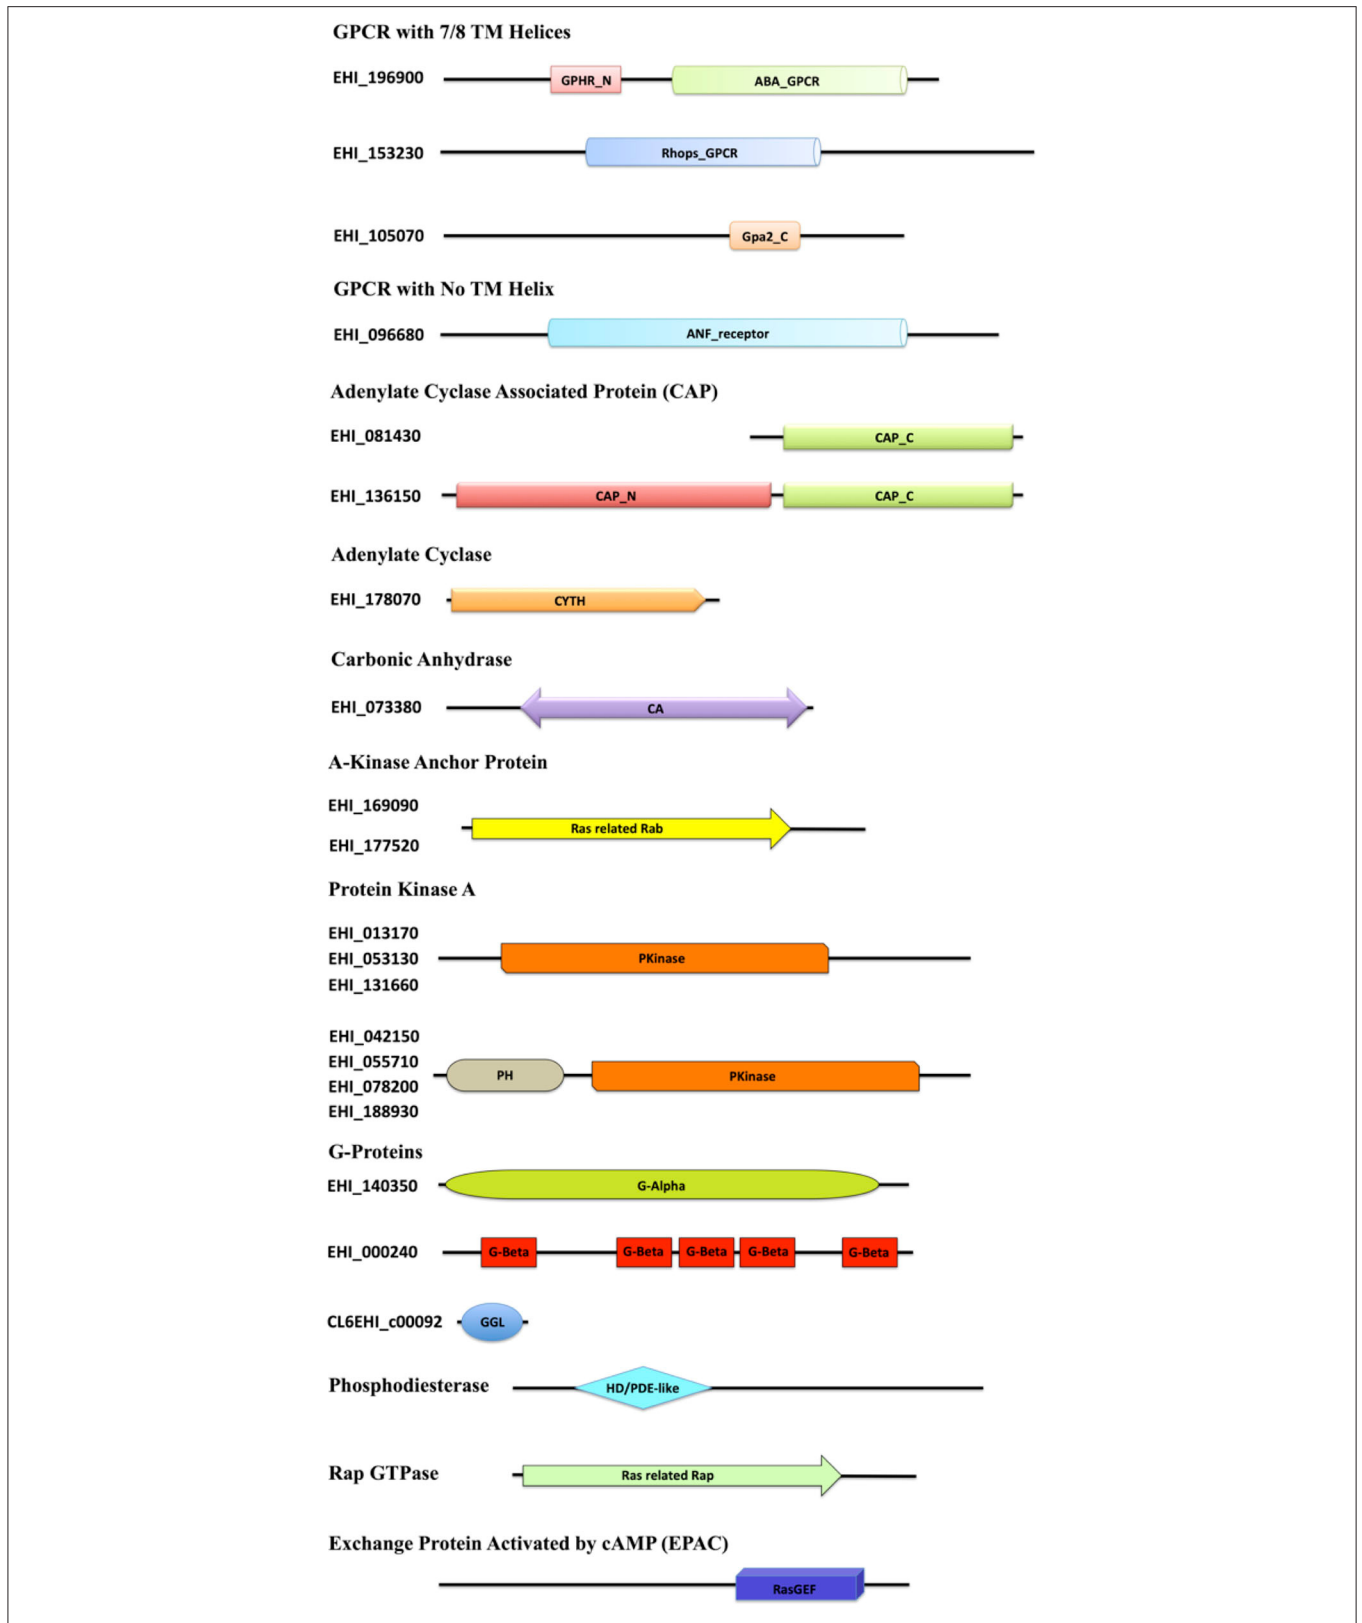 GPCR with 7/8 TM Helices
EHI_196900 GPHR_N ABA_GPCR
EHI_153230 Rhops_GPCR
EHI_105070 Gpa2_C
GPCR with No TM Helix
EHI_096680 ANF_receptor
Adenylate Cyclase Associated Protein (CAP)
EHI_081430 CAP_C
EHI_136150 CAP_N CAP_C
Adenylate Cyclase
EHI_178070 CYTH
Carbonic Anhydrase
EHI_073380 CA
A-Kinase Anchor Protein
EHI_169090
Ras related Rab
EHI_177520
Protein Kinase A
EHI_013170
EHI_053130 PKinase
EHI_131660
EHI_042150
EHI_055710
PH PKinase
EHI_078200
EHI_188930
G-Proteins
EHI_140350 G-Alpha
EHI_000240 G-Beta G-Beta G-Beta G-Beta G-Beta
CL6EHI_c00092 GGL
Phosphodiesterase HD/PDE-like
Rap GTPase Ras related Rap
Exchange Protein Activated by cAMP (EPAC)
RasGEF